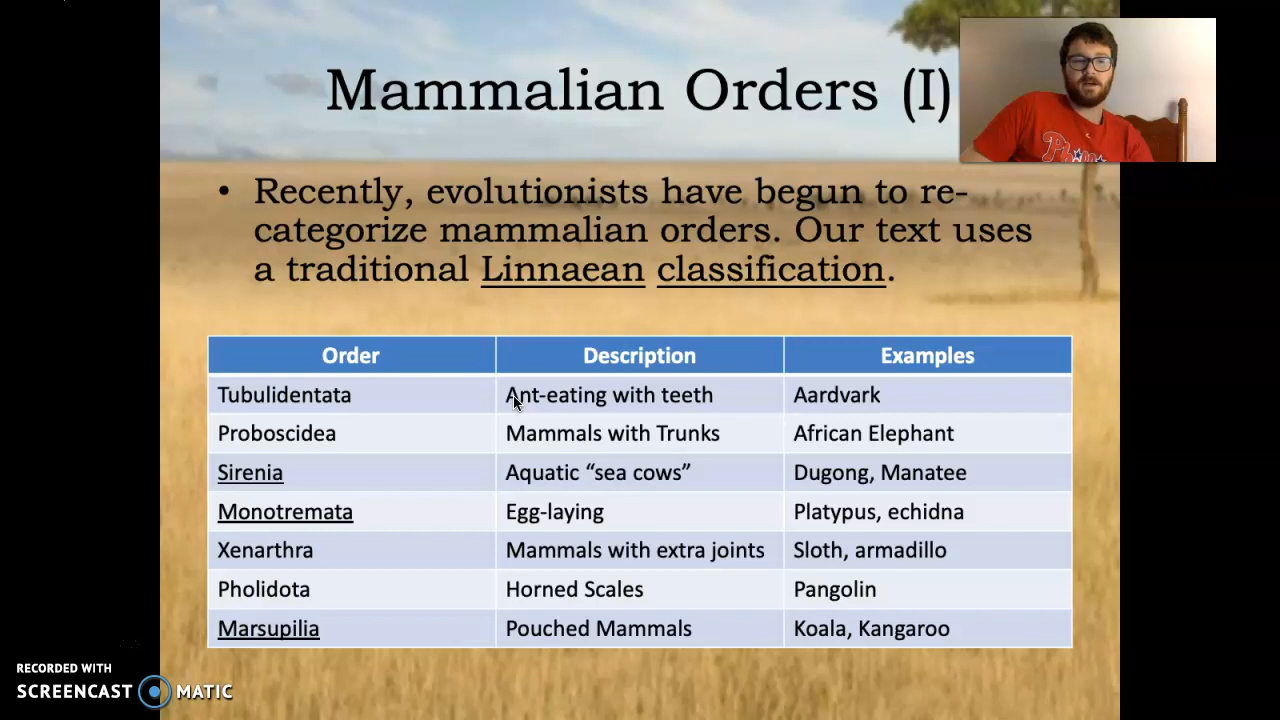 Mammalian Orders (I)
• Recently, evolutionists have begun to re-
categorize mammalian orders. Our text uses
a traditional Linnaean classification.
Order Description Examples
Tubulidentata Ant-eating with teeth Aardvark
Proboscidea Mammals with Trunks African Elephant
Sirenia Aquatic “sea cows” Dugong, Manatee
Monotremata Egg-laying Platypus, echidna
Xenarthra Mammals with extra joints Sloth, armadillo
Pholidota Horned Scales Pangolin
Marsupilia Pouched Mammals Koala, Kangaroo
RECORDED WITH
SCREENCAST MATIC